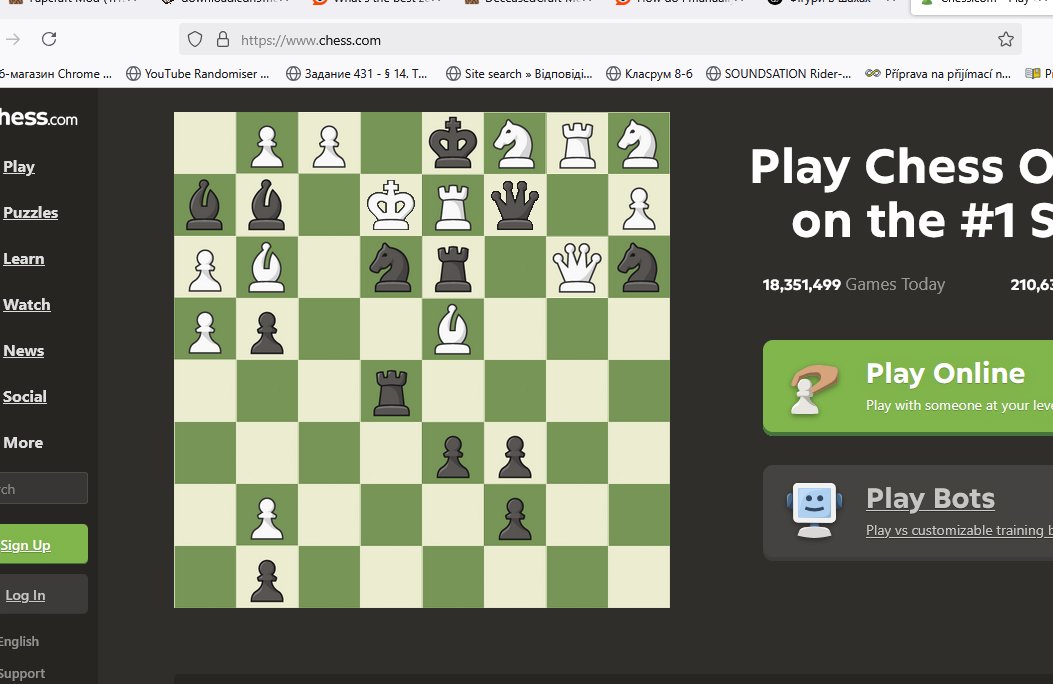 https://www.chess.com
б-магазин Chrome ... YouTube Randomiser ... Задание 431 - § 14. Т... Site search » Відповіді... Класрум 8-б SOUNDSATION Rider-... Příprava na přijímací n...
hess.com
Play
Puzzles
Learn
Watch
News
Social
More
rch
Sign Up
Log In
English
Support
Play Chess O
on the #1 S
18,351,499 Games Today 210,63
Play Online
Play with someone at your leve
Play Bots
Play vs customizable training b